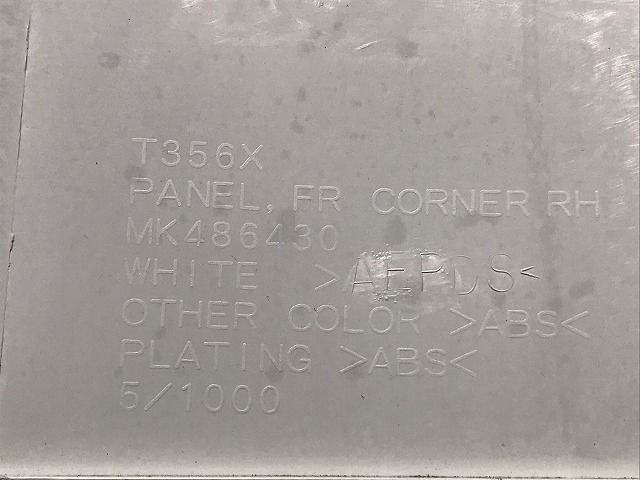 T356X
PANEL, FR CORNER RH
MK486430
WHITE >AEPDS<
OTHER COLOR >ABS<
PLATING >ABS<
5/1000